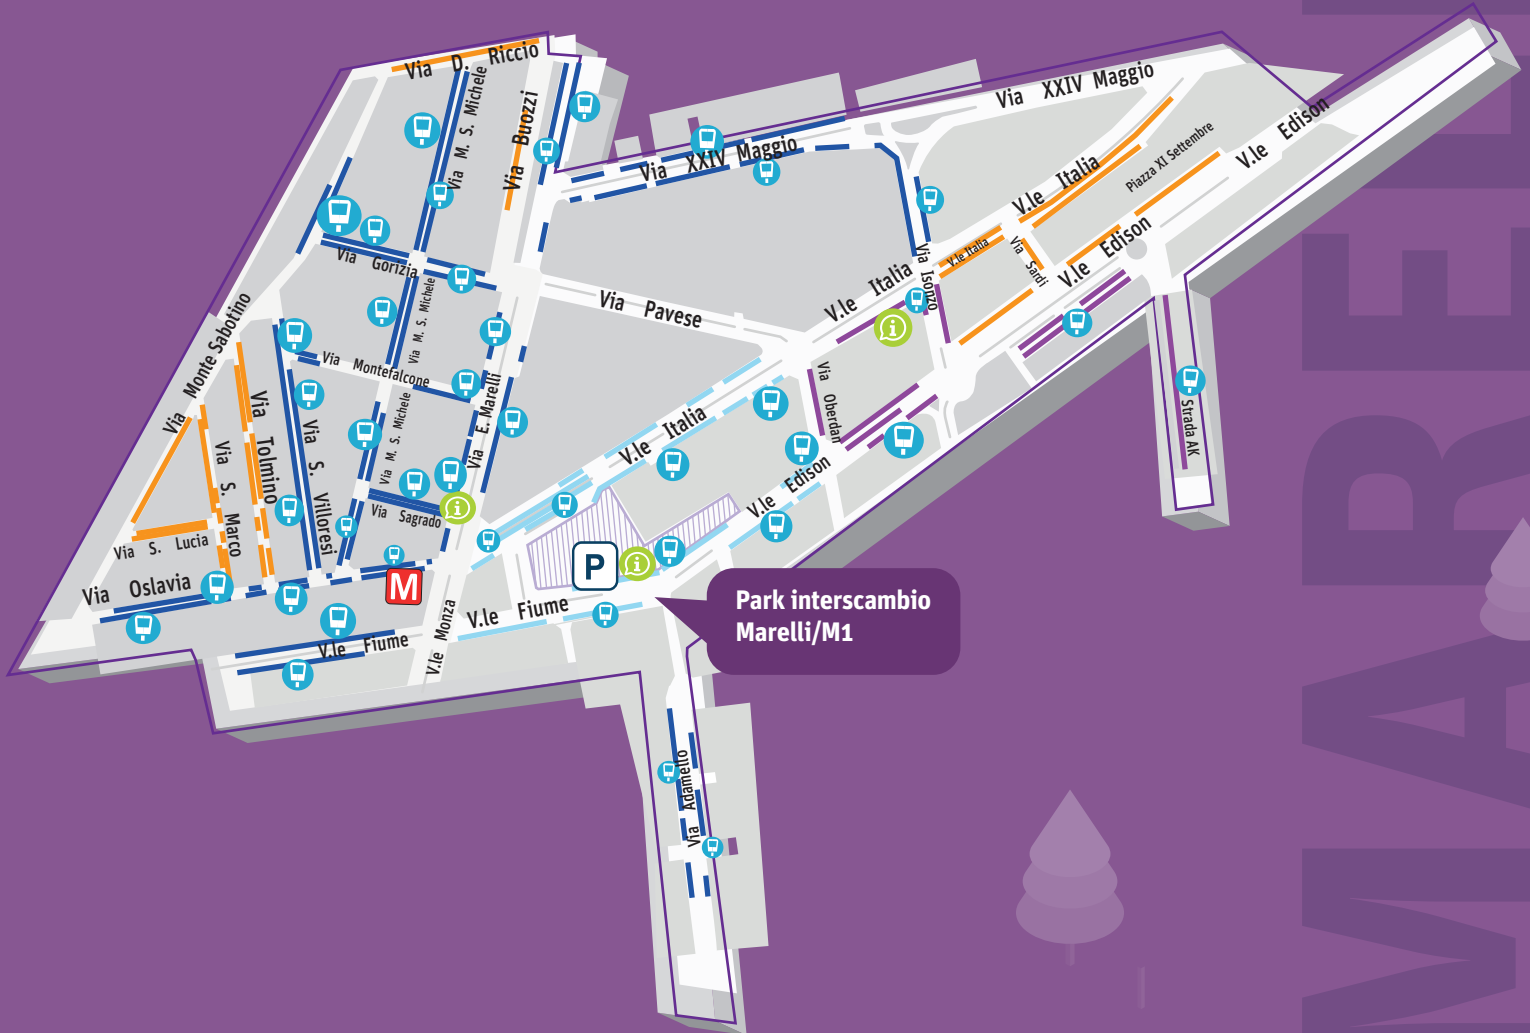 Via D. Riccio
Via M. S. Michele
Via Buozzi
Via XXIV Maggio
Via XXIV Maggio
V.le Edison
Piazza XI Settembre
V.le Italia
V.le Italia
Via Sardi
V.le Edison
Via Isonzo
V.le Italia
Via Gorizia
Via M. S. Michele
Via Pavese
Via Monte Sabotino
Via Montefalcone
Via E. Marelli
Via M. S. Michele
Via Tolmino
Via S. Marco
Via S. Villoresi
Via Oberdan
V.le Italia
V.le Edison
Strada AK
Via Sagrado
Via S. Lucia
Via Oslavia
M
P
V.le Fiume
V.le Fiume
V.le Monza
Park interscambio
Marelli/M1
Via Adamello
MARELLI